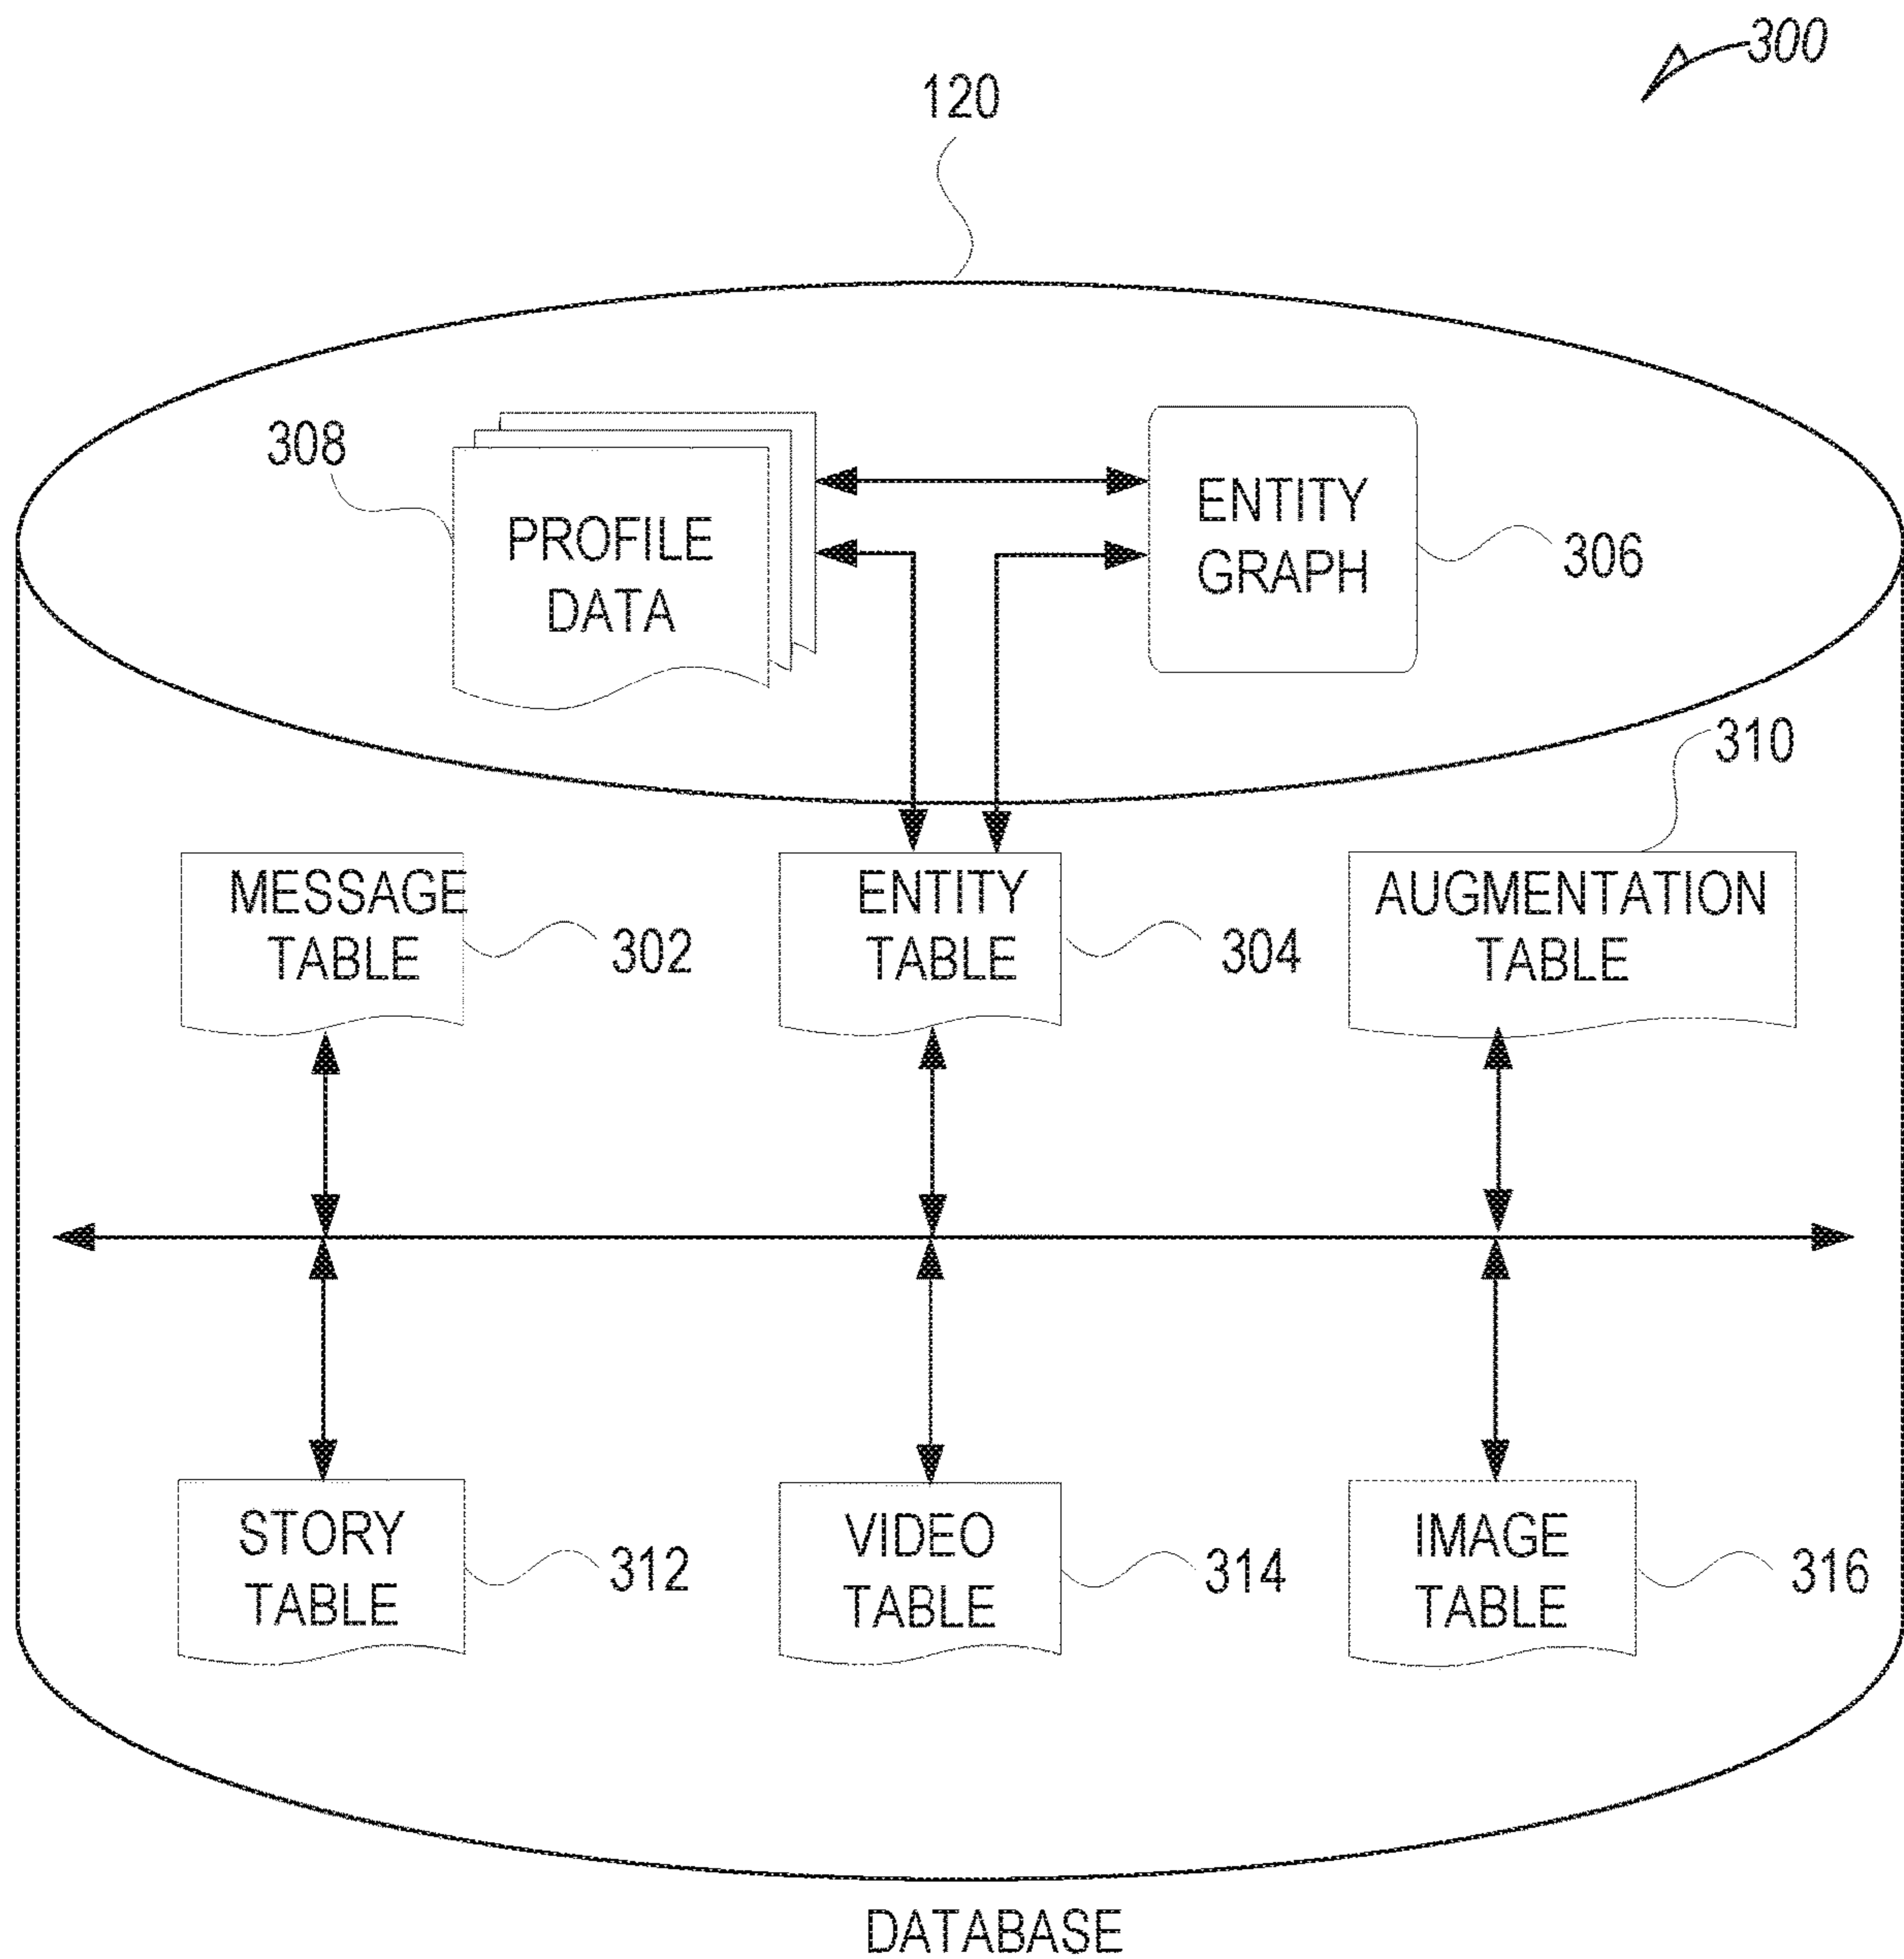 300
120
308
PROFILE
DATA
ENTITY
GRAPH
306
310
MESSAGE
TABLE
302
ENTITY
TABLE
304
AUGMENTATION
TABLE
STORY
TABLE
312
VIDEO
TABLE
314
IMAGE
TABLE
316
DATABASE